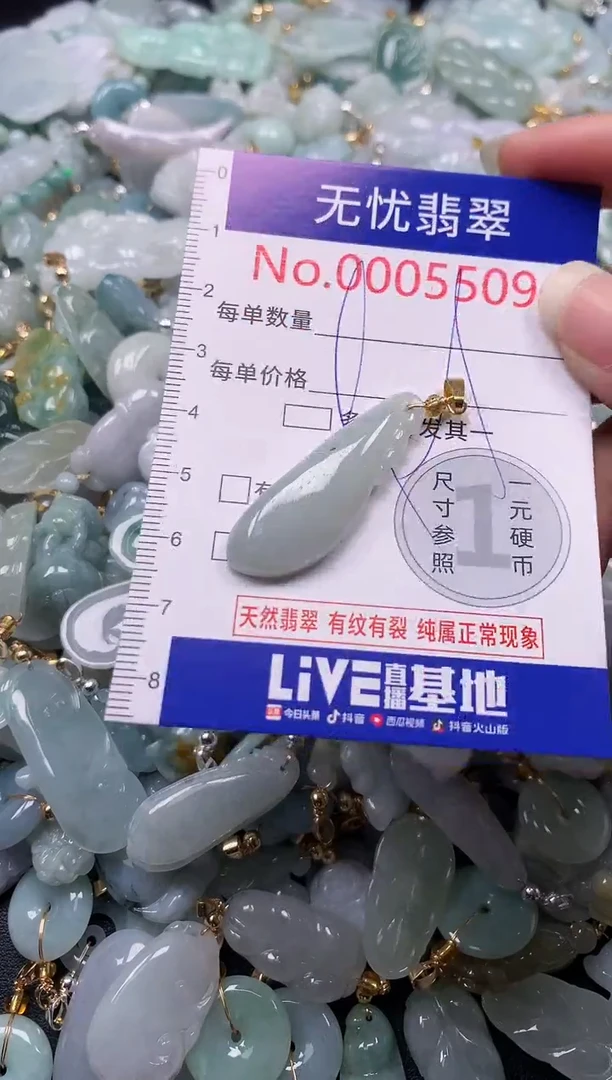 无忧翡翠
No.0005509
每单数量
每单价格
发其一
尺寸参照
1
一元硬币
天然翡翠 有纹有裂 纯属正常现象
LiVE直播基地
今日头条 抖音 西瓜视频 抖音火山版
0
1
2
3
4
5
6
7
8